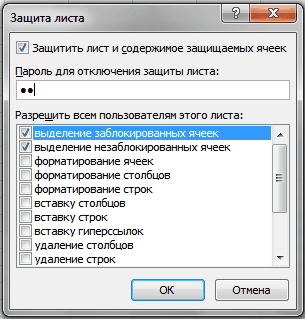 Защита листа
Защитить лист и содержимое защищаемых ячеек
Пароль для отключения защиты листа:
••
Разрешить всем пользователям этого листа:
выделение заблокированных ячеек
выделение незаблокированных ячеек
форматирование ячеек
форматирование столбцов
форматирование строк
вставку столбцов
вставку строк
вставку гиперссылок
удаление столбцов
удаление строк
ОК
Отмена